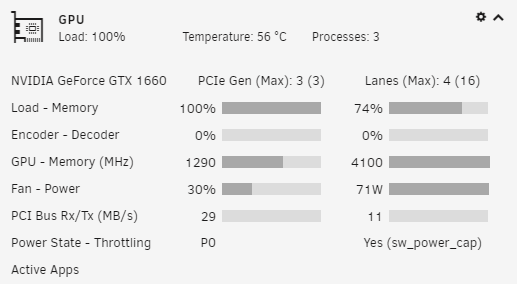 GPU
Load: 100% Temperature: 56 °C Processes: 3
NVIDIA GeForce GTX 1660 PCIe Gen (Max): 3 (3) Lanes (Max): 4 (16)
Load - Memory 100% 74%
Encoder - Decoder 0% 0%
GPU - Memory (MHz) 1290 4100
Fan - Power 30% 71W
PCI Bus Rx/Tx (MB/s) 29 11
Power State - Throttling P0 Yes (sw_power_cap)
Active Apps